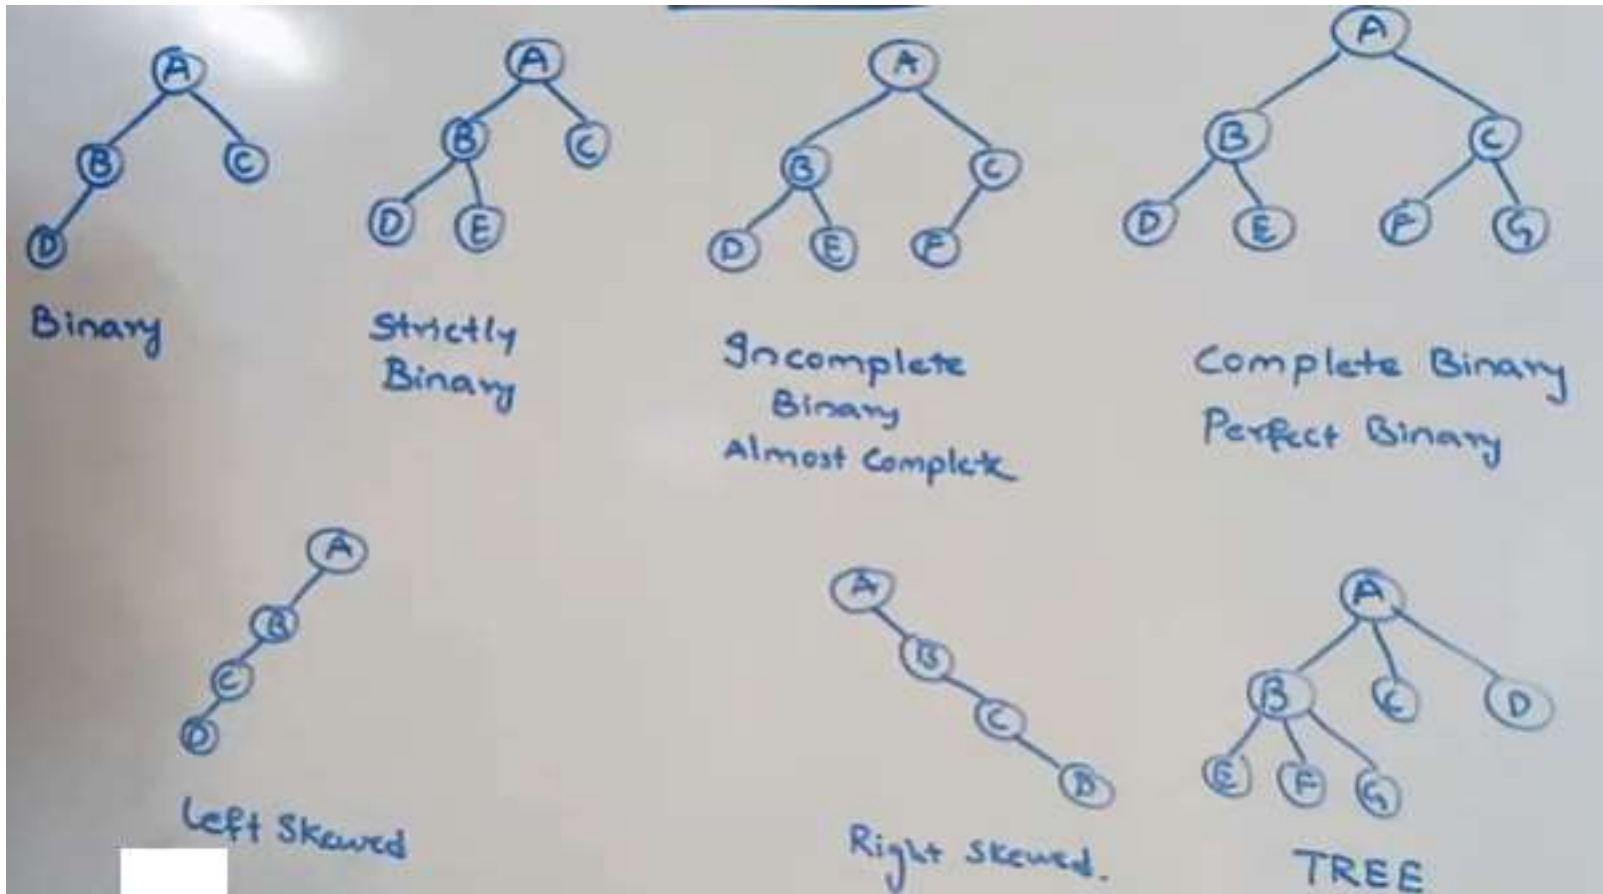 A
B
C
D
Binary
A
B
C
D
E
Strictly
Binary
A
B
C
D
E
F
Incomplete
Binary
Almost Complete
A
B
C
D
E
F
G
Complete Binary
Perfect Binary
A
B
C
D
Left Skewed
A
B
C
D
Right Skewed.
A
B
C
D
E
F
G
TREE